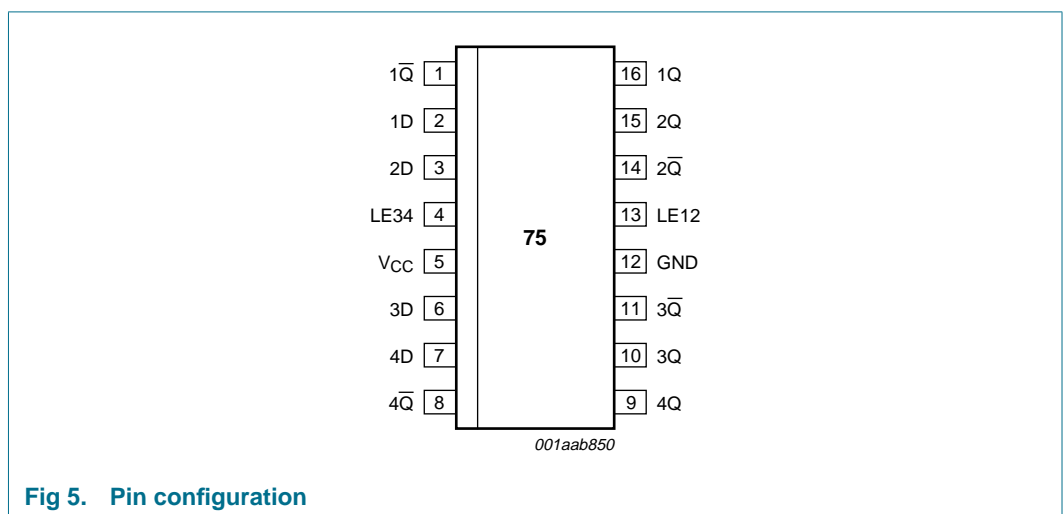 1Q̅ 1 16 1Q
1D 2 15 2Q
2D 3 14 2Q̅
LE34 4 13 LE12
75
VCC 5 12 GND
3D 6 11 3Q̅
4D 7 10 3Q
4Q̅ 8 9 4Q
001aab850
Fig 5. Pin configuration